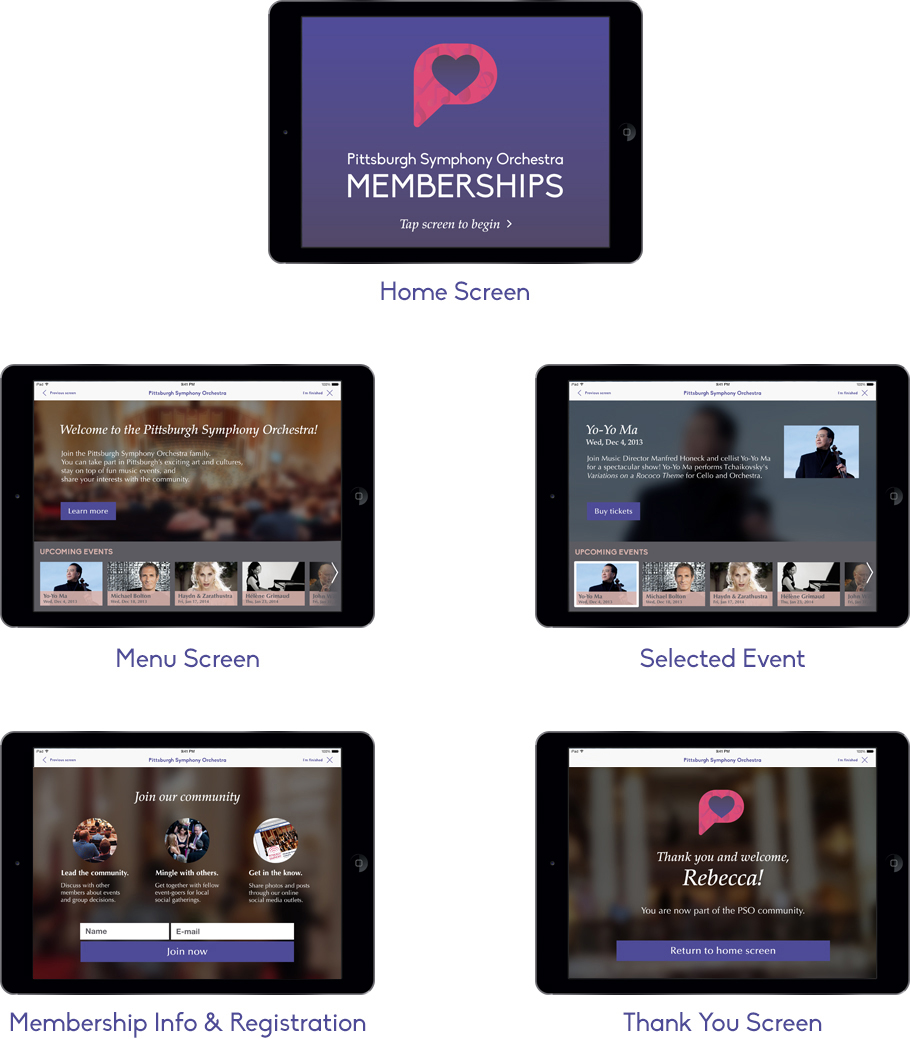 Pittsburgh Symphony Orchestra
MEMBERSHIPS
Tap screen to begin >
Home Screen
iPad 9:41 PM 100%
Previous screen Pittsburgh Symphony Orchestra I'm finished
Welcome to the Pittsburgh Symphony Orchestra!
Join the Pittsburgh Symphony Orchestra family.
You can take part in Pittsburgh's exciting art and cultures,
stay on top of fun music events, and
share your interests with the community.
Learn more
UPCOMING EVENTS
Yo-Yo Ma Michael Bolton Haydn & Zarathustra Hélène Grimaud John
Wed, Dec 4, 2013 Wed, Dec 18, 2013 Fri, Jan 17, 2014 Thu, Jan 23, 2014 Fri, Jan
Menu Screen
iPad 9:41 PM 100%
Previous screen Pittsburgh Symphony Orchestra I'm finished
Yo-Yo Ma
Wed, Dec 4, 2013
Join Music Director Manfred Honeck and cellist Yo-Yo Ma
for a spectacular show! Yo-Yo Ma performs Tchaikovsky's
Variations on a Rococo Theme for Cello and Orchestra.
Buy tickets
UPCOMING EVENTS
Yo-Yo Ma Michael Bolton Haydn & Zarathustra Hélène Grimaud John
Wed, Dec 4, 2013 Wed, Dec 18, 2013 Fri, Jan 17, 2014 Thu, Jan 23, 2014 Fri, Jan
Selected Event
iPad 9:41 PM 100%
Previous screen Pittsburgh Symphony Orchestra I'm finished
Join our community
Lead the community. Mingle with others. Get in the know.
Discuss with other Get together with fellow Share photos and posts
members about events event-goers for local through our online
and group decisions. social gatherings. social media outlets.
Name E-mail
Join now
Membership Info & Registration
iPad 9:41 PM 100%
Previous screen Pittsburgh Symphony Orchestra I'm finished
Thank you and welcome,
Rebecca!
You are now part of the PSO community.
Return to home screen
Thank You Screen